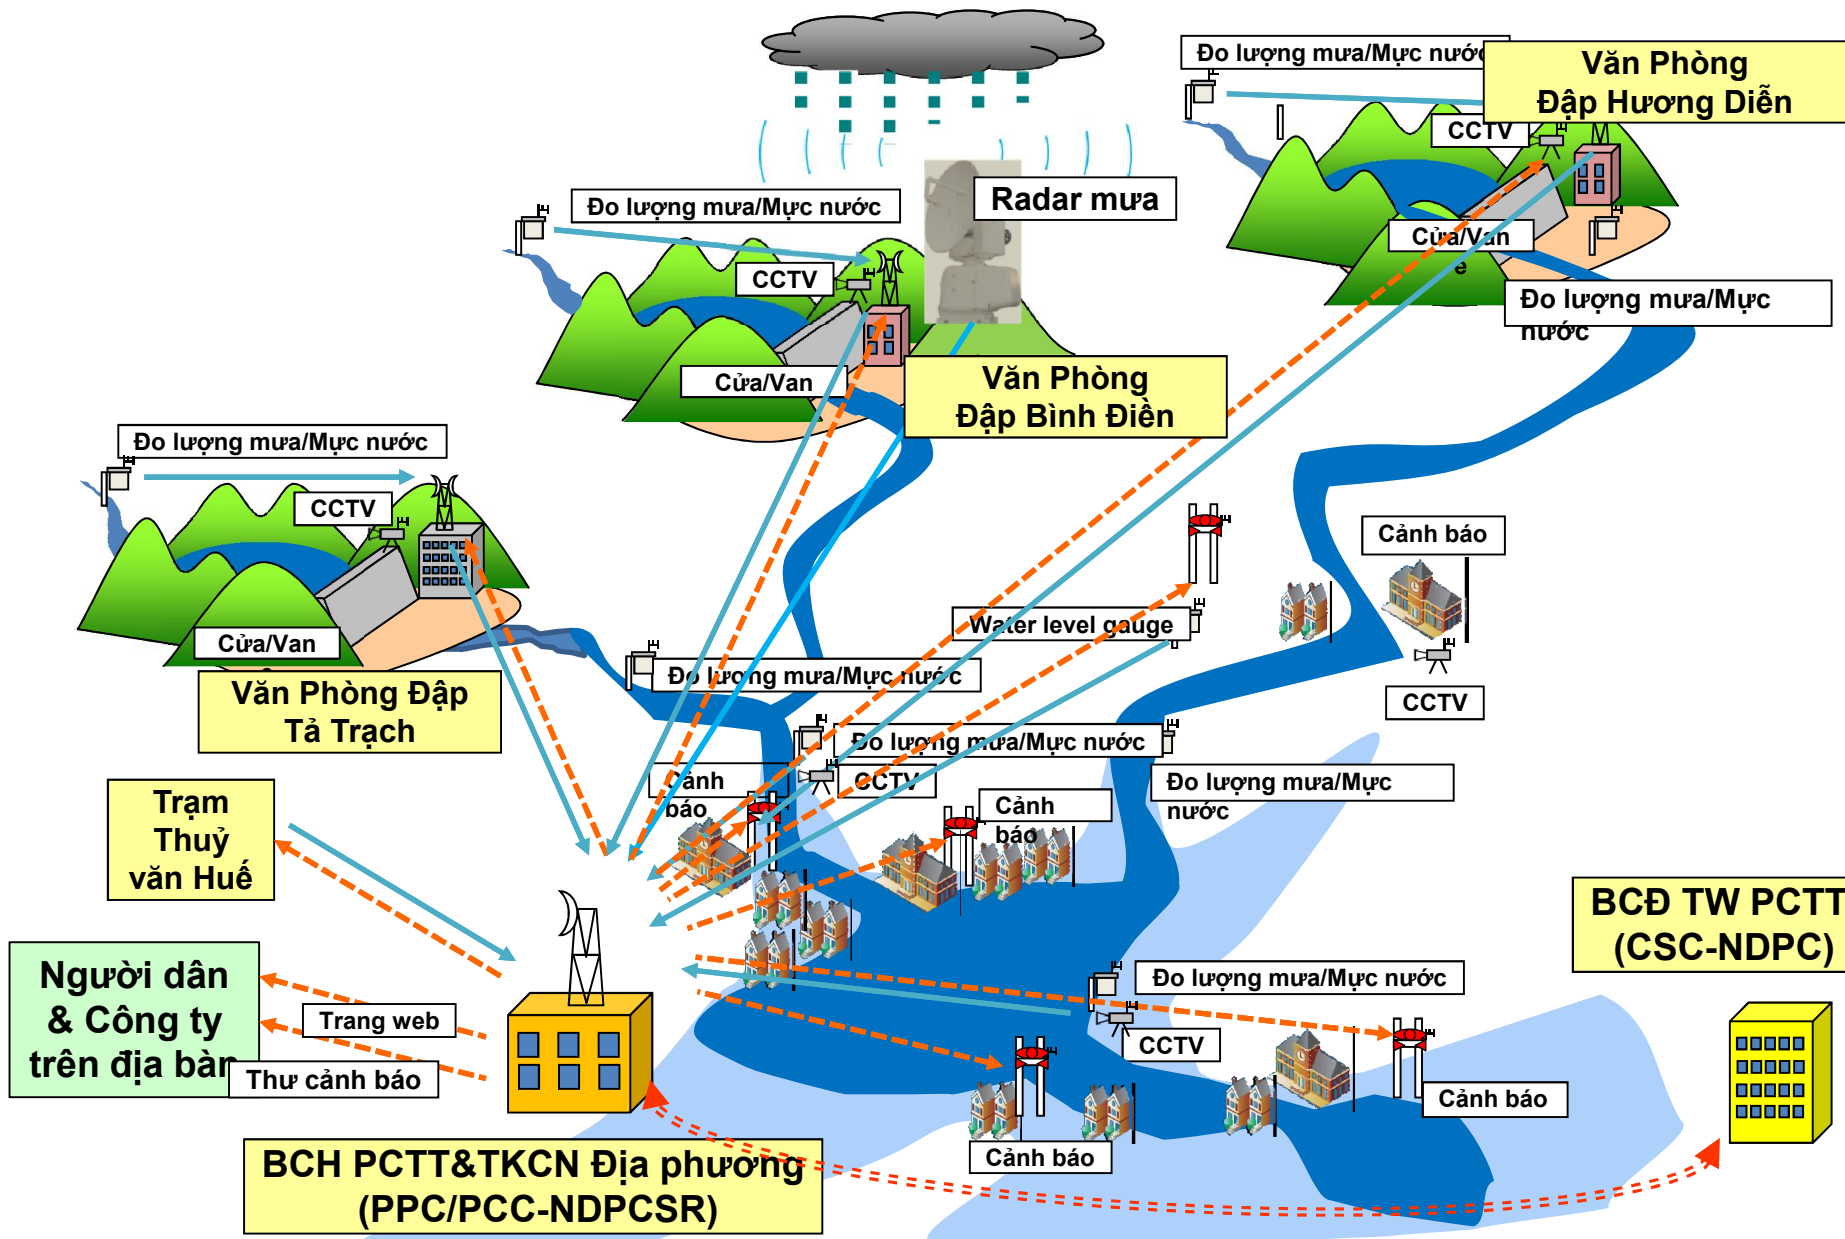 Đo lượng mưa/Mực nước
Văn Phòng
Đập Hương Diễn
CCTV
Radar mưa
Đo lượng mưa/Mực nước
Cửa/Van
CCTV
Đo lượng mưa/Mực
nước
Cửa/Van
Văn Phòng
Đập Bình Điền
Đo lượng mưa/Mực nước
CCTV
Cảnh báo
Water level gauge
Cửa/Van
Đo lượng mưa/Mực nước
Văn Phòng Đập
Tả Trạch
CCTV
Đo lượng mưa/Mực nước
Cảnh
báo
CCTV
Đo lượng mưa/Mực
nước
Cảnh
báo
Trạm
Thuỷ
văn Huế
BCĐ TW PCTT
(CSC-NDPC)
Người dân
& Công ty
trên địa bàn
Trang web
Thư cảnh báo
Đo lượng mưa/Mực nước
CCTV
Cảnh báo
Cảnh báo
BCH PCTT&TKCN Địa phương
(PPC/PCC-NDPCSR)